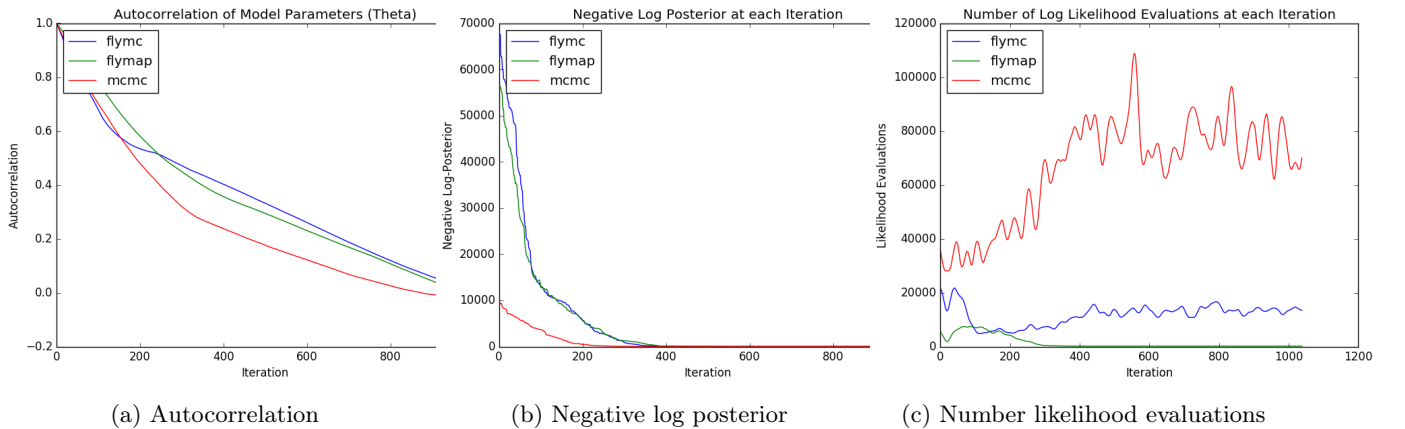 Autocorrelation of Model Parameters (Theta)
1.0
0.8
0.6
0.4
0.2
0.0
−0.2
0
200
400
600
800
Autocorrelation
Iteration
flymc
flymap
mcmc
(a) Autocorrelation
Negative Log Posterior at each Iteration
70000
60000
50000
40000
30000
20000
10000
0
0
200
400
600
800
Negative Log-Posterior
Iteration
flymc
flymap
mcmc
(b) Negative log posterior
Number of Log Likelihood Evaluations at each Iteration
120000
100000
80000
60000
40000
20000
0
0
200
400
600
800
1000
1200
Likelihood Evaluations
Iteration
flymc
flymap
mcmc
(c) Number likelihood evaluations